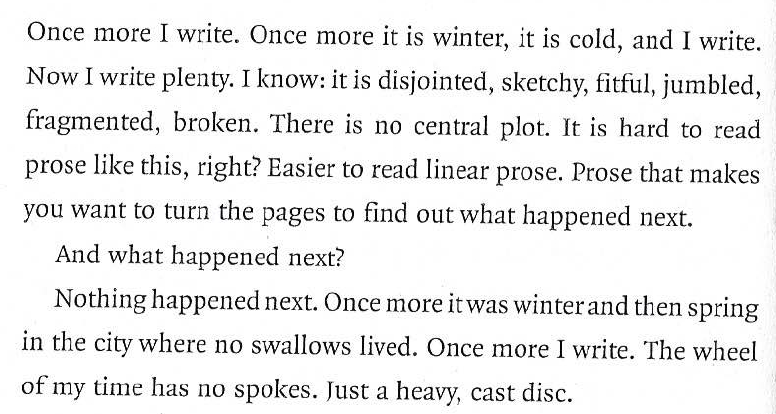 Once more I write. Once more it is winter, it is cold, and I write.
Now I write plenty. I know: it is disjointed, sketchy, fitful, jumbled,
fragmented, broken. There is no central plot. It is hard to read
prose like this, right? Easier to read linear prose. Prose that makes
you want to turn the pages to find out what happened next.
And what happened next?
Nothing happened next. Once more it was winter and then spring
in the city where no swallows lived. Once more I write. The wheel
of my time has no spokes. Just a heavy, cast disc.